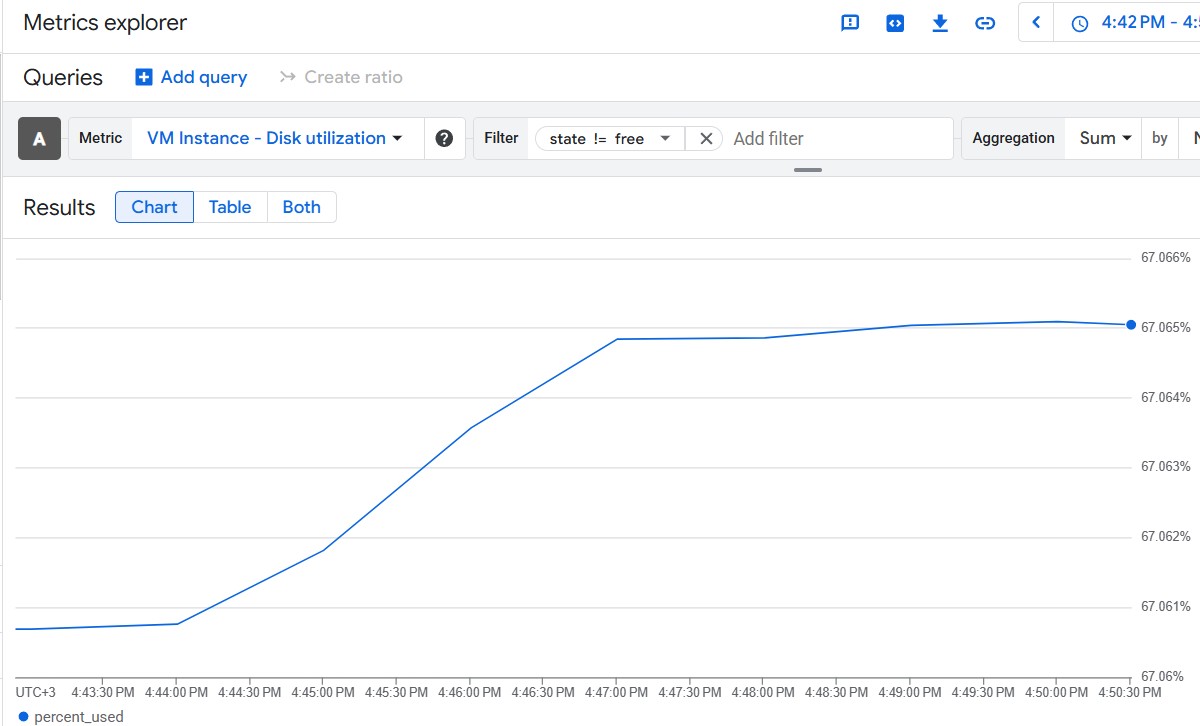 Metrics explorer
4:42 PM - 4:5
Queries Add query Create ratio
A Metric VM Instance - Disk utilization Filter state != free Add filter Aggregation Sum by
Results Chart Table Both
67.066%
67.065%
67.064%
67.063%
67.062%
67.061%
67.06%
UTC+3 4:43:30 PM 4:44:00 PM 4:44:30 PM 4:45:00 PM 4:45:30 PM 4:46:00 PM 4:46:30 PM 4:47:00 PM 4:47:30 PM 4:48:00 PM 4:48:30 PM 4:49:00 PM 4:49:30 PM 4:50:00 PM 4:50:30 PM
percent_used